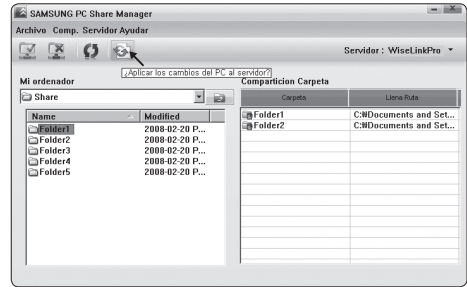 SAMSUNG PC Share Manager
Archivo Comp. Servidor Ayudar
Servidor : WiseLinkPro
¿Aplicar los cambios del PC al servidor?
Mi ordenador
Share
Name Modified
Folder1 2008-02-20 P...
Folder2 2008-02-20 P...
Folder3 2008-02-20 P...
Folder4 2008-02-20 P...
Folder5 2008-02-20 P...
Comparticion Carpeta
Carpeta Llena Ruta
Folder1 C:₩Documents and Set...
Folder2 C:₩Documents and Set...